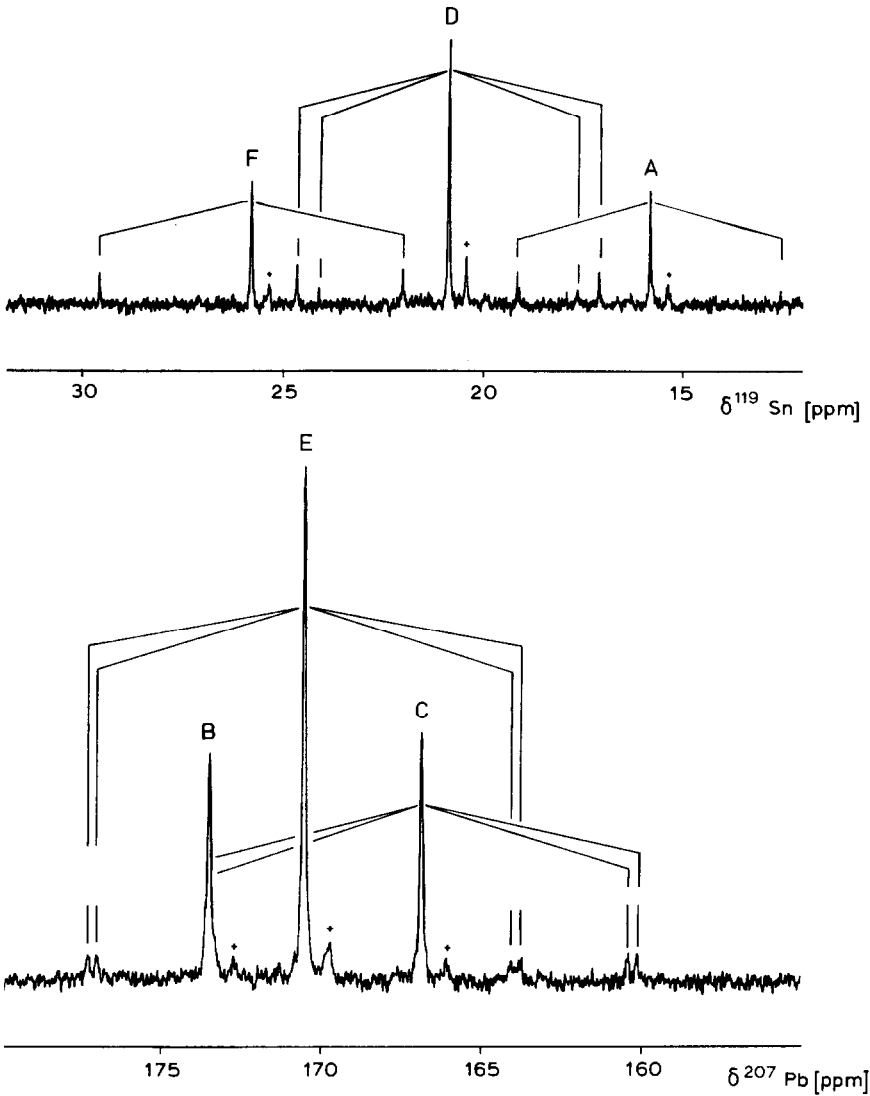 D
F
A
+
+
+
30 25 20 15
δ¹¹⁹ Sn [ppm]
E
B
C
+
+
+
175 170 165 160
δ²⁰⁷ Pb [ppm]